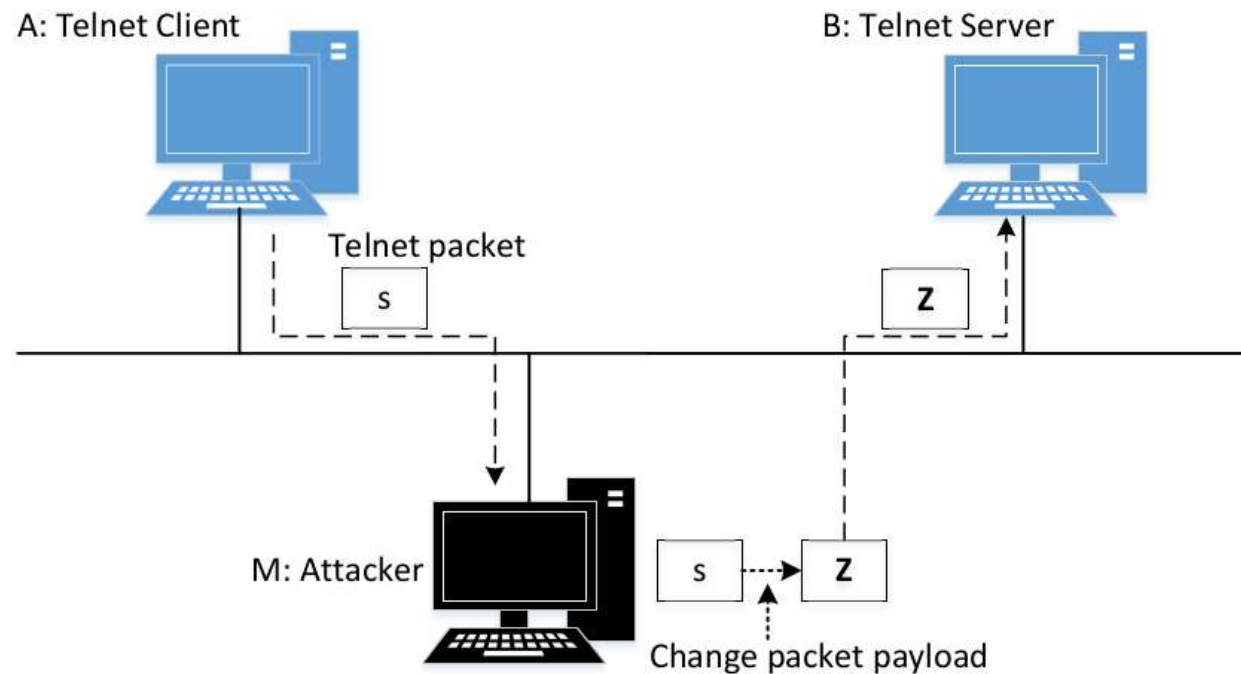 A: Telnet Client
B: Telnet Server
Telnet packet
s
Z
M: Attacker
s
Z
Change packet payload